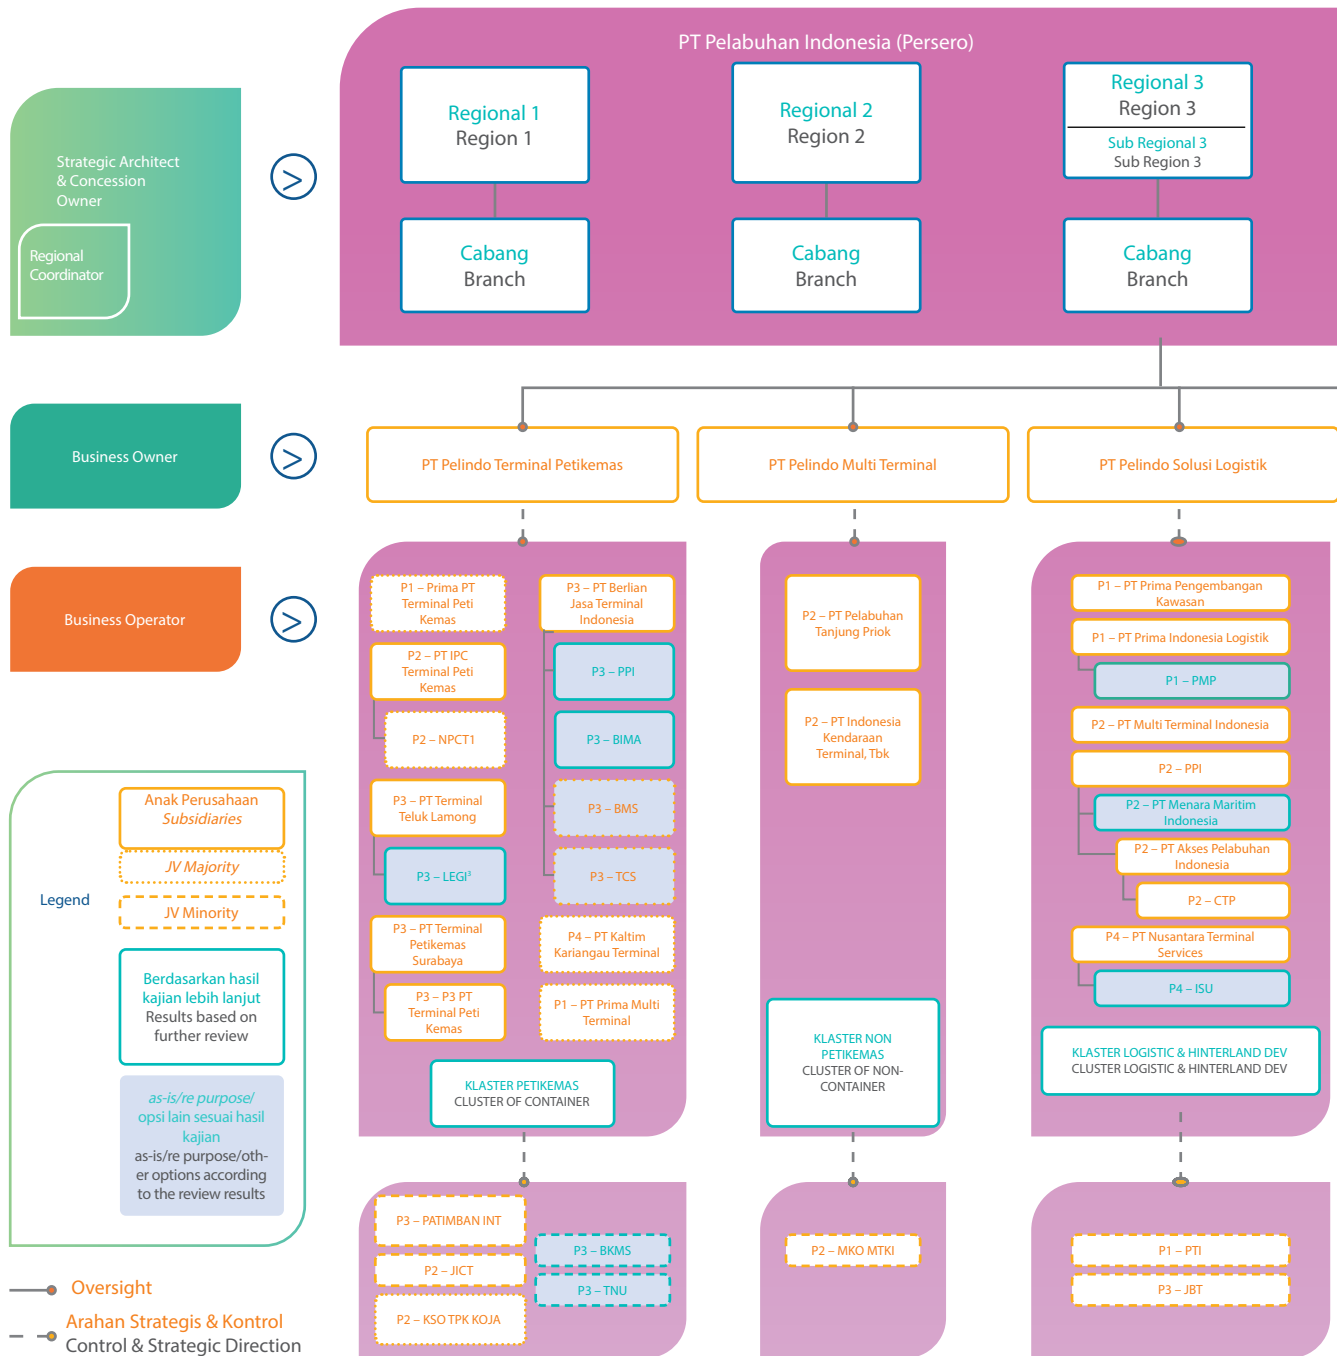 PT Pelabuhan Indonesia (Persero)
Strategic Architect
& Concession
Owner
Regional
Coordinator
>
Regional 1
Region 1
Regional 2
Region 2
Regional 3
Region 3
Sub Regional 3
Sub Region 3
Cabang
Branch
Cabang
Branch
Cabang
Branch
Business Owner
>
PT Pelindo Terminal Petikemas
PT Pelindo Multi Terminal
PT Pelindo Solusi Logistik
Business Operator
>
P1 – Prima PT
Terminal Peti
Kemas
P2 – PT IPC
Terminal Peti
Kemas
P2 – NPCT1
P3 – PT Terminal
Teluk Lamong
P3 – LEGI³
P3 – PT Terminal
Petikemas
Surabaya
P3 – P3 PT
Terminal Peti
Kemas
P3 – PT Berlian
Jasa Terminal
Indonesia
P3 – PPI
P3 – BIMA
P3 – BMS
P3 – TCS
P4 – PT Kaltim
Kariangau Terminal
P1 – PT Prima Multi
Terminal
KLASTER PETIKEMAS
CLUSTER OF CONTAINER
P2 – PT Pelabuhan
Tanjung Priok
P2 – PT Indonesia
Kendaraan
Terminal, Tbk
KLASTER NON
PETIKEMAS
CLUSTER OF NON-
CONTAINER
P1 – PT Prima Pengembangan
Kawasan
P1 – PT Prima Indonesia Logistik
P1 – PMP
P2 – PT Multi Terminal Indonesia
P2 – PPI
P2 – PT Menara Maritim
Indonesia
P2 – PT Akses Pelabuhan
Indonesia
P2 – CTP
P4 – PT Nusantara Terminal
Services
P4 – ISU
KLASTER LOGISTIC & HINTERLAND DEV
CLUSTER LOGISTIC & HINTERLAND DEV
P3 – PATIMBAN INT
P2 – JICT
P2 – KSO TPK KOJA
P3 – BKMS
P3 – TNU
P2 – MKO MTKI
P1 – PTI
P3 – JBT
Legend
Anak Perusahaan
Subsidiaries
JV Majority
JV Minority
Berdasarkan hasil
kajian lebih lanjut
Results based on
further review
as-is/re purpose/
opsi lain sesuai hasil
kajian
as-is/re purpose/oth-
er options according
to the review results
Oversight
Arahan Strategis & Kontrol
Control & Strategic Direction